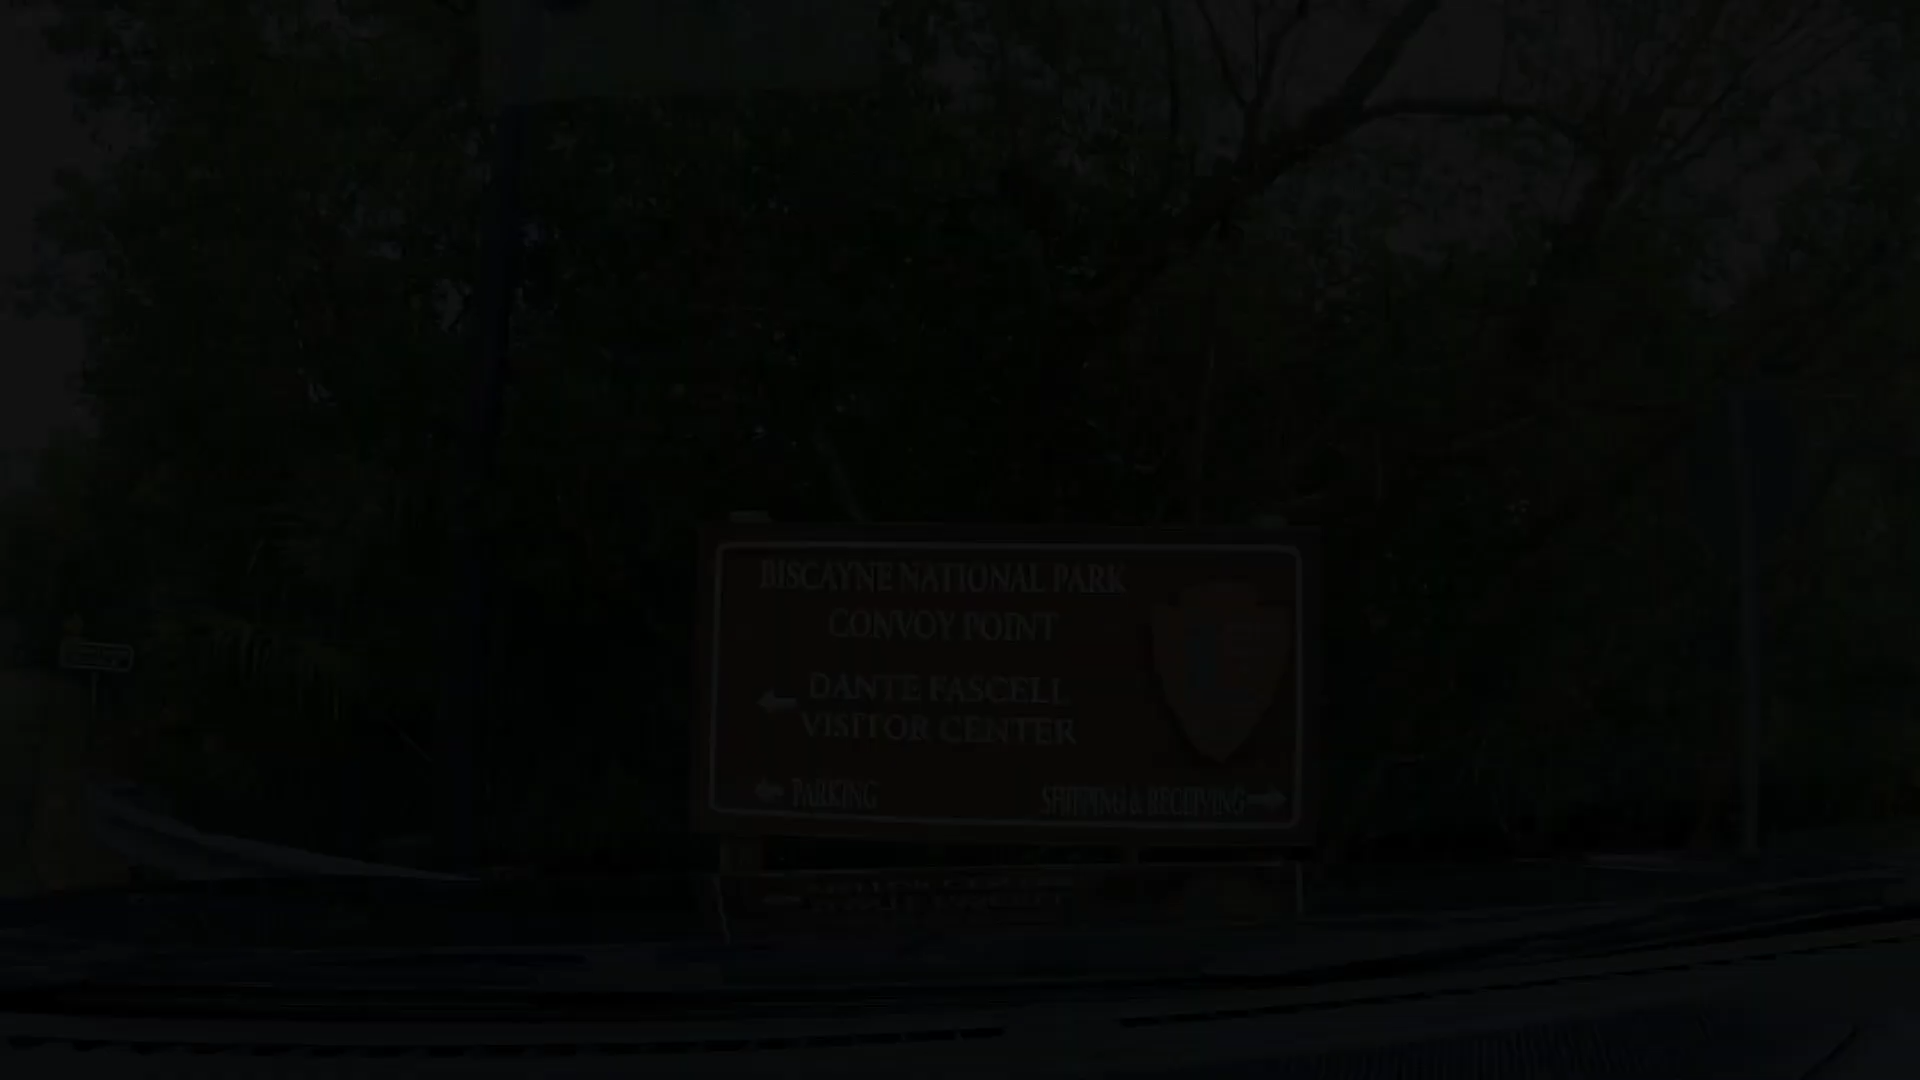 BISCAYNE NATIONAL PARK
CONVOY POINT
DANTE FASCELL
VISITOR CENTER
PARKING
SHIPPING & RECEIVING